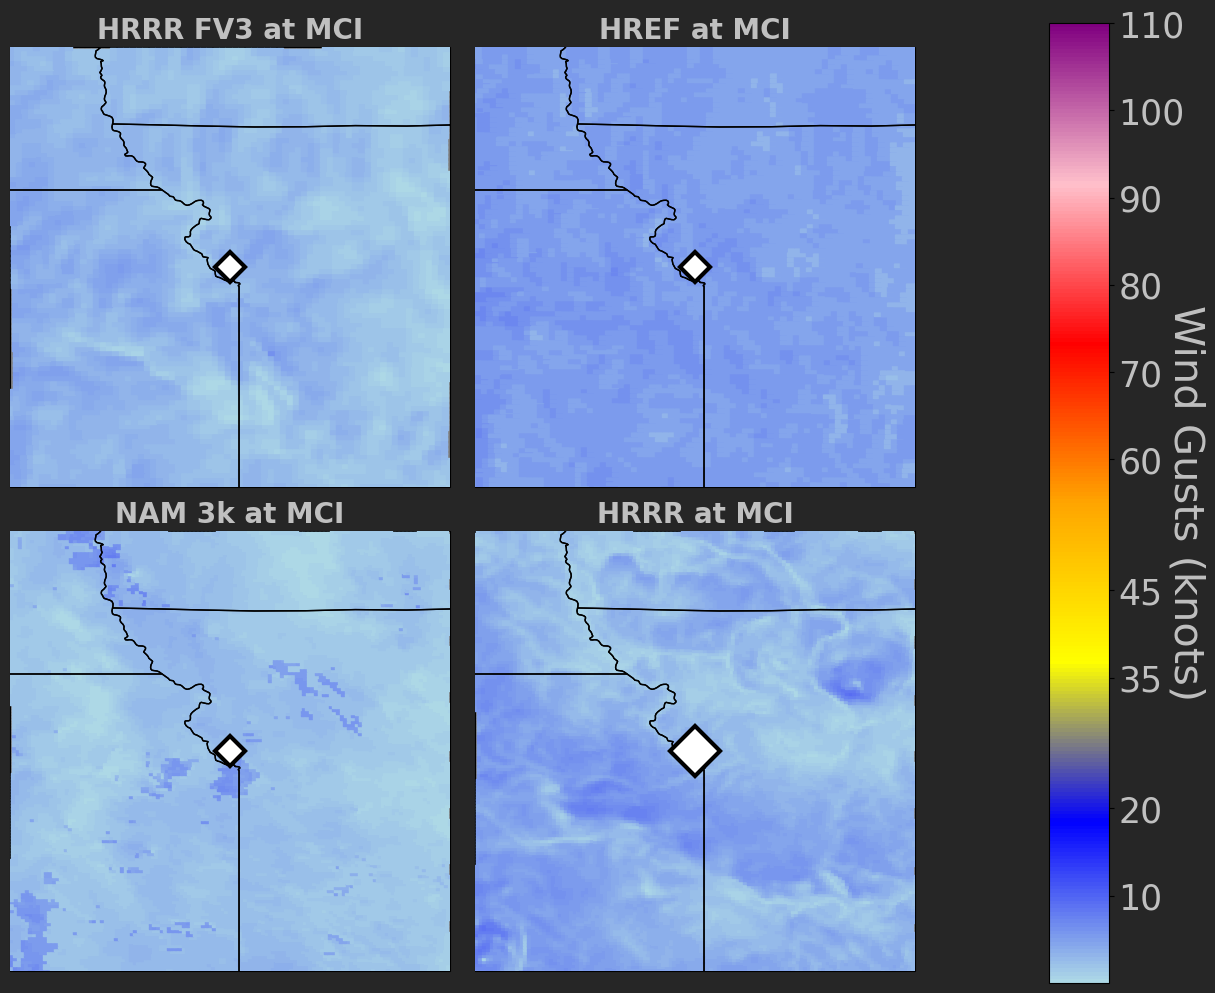 HRRR FV3 at MCI
HREF at MCI
NAM 3k at MCI
HRRR at MCI
110
100
90
80
70
60
45
35
20
10
Wind Gusts (knots)